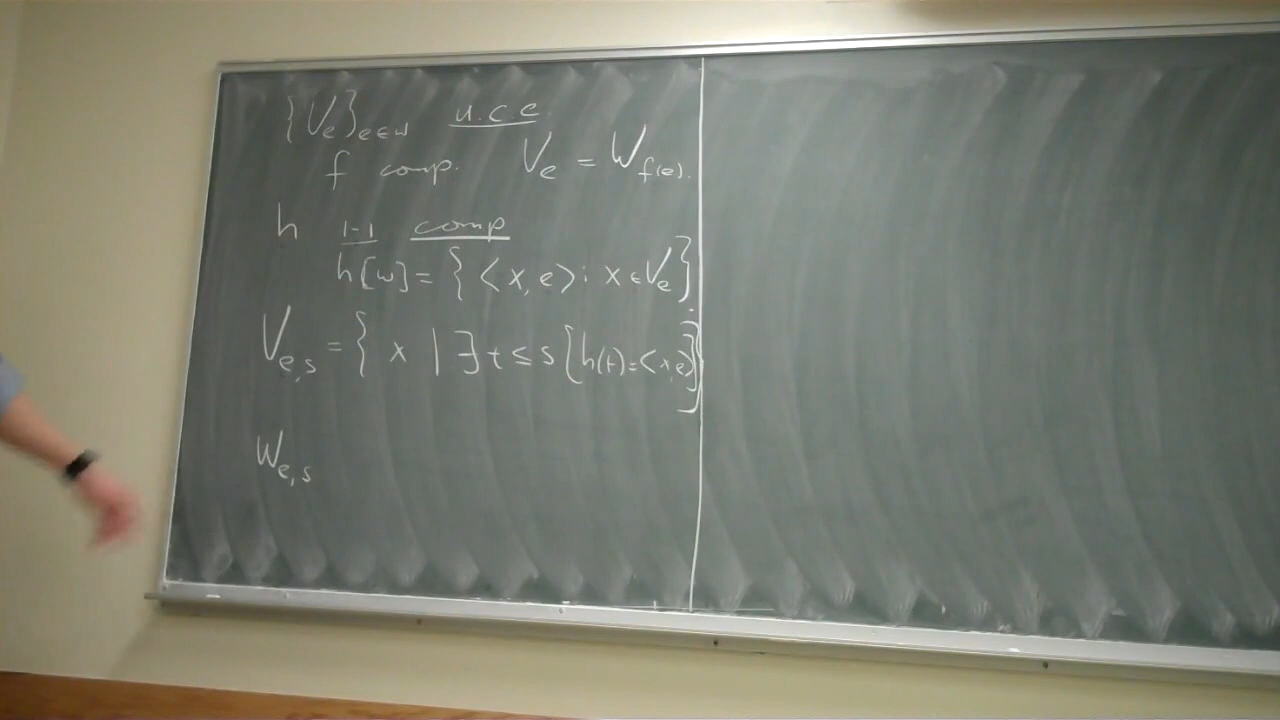 {V_e}_{e∈ω} u.c.e.
f comp. V_e = W_{f(e)}.
h 1-1 comp
h[ω] = {<x,e> : x∈V_e}.
V_{e,s} = { x | ∃t≤s [h(t)=<x,e>]}
W_{e,s}